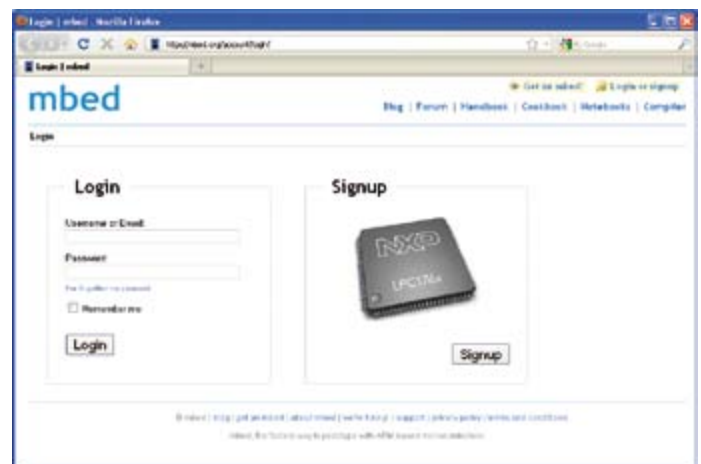 Login | mbed - Mozilla Firefox
Login | mbed
mbed
Get an mbed! Login or signup
Blog | Forum | Handbook | Cookbook | Notebooks | Compiler
Login
Login
Username or Email:
Password:
Remember me
Login
Signup
NXP
LPC176x
Signup